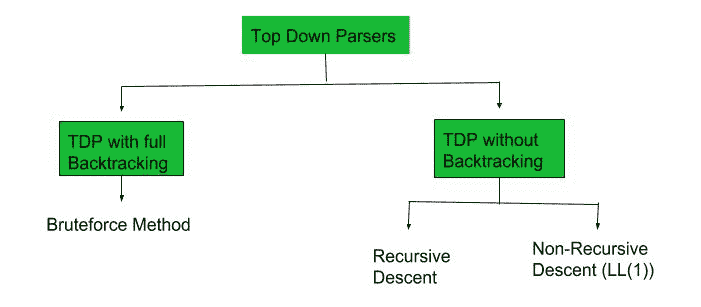 Top Down Parsers
TDP with full
Backtracking
TDP without
Backtracking
Bruteforce Method
Recursive
Descent
Non-Recursive
Descent (LL(1))